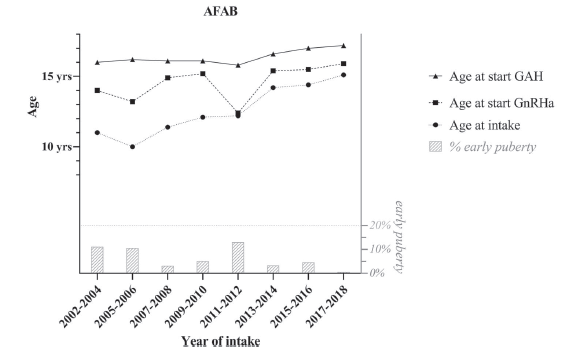 AFAB
15 yrs
10 yrs
Age
Age at start GAH
Age at start GnRHa
Age at intake
% early puberty
20%
10%
0%
early puberty
2002-2004
2005-2006
2007-2008
2009-2010
2011-2012
2013-2014
2015-2016
2017-2018
Year of intake